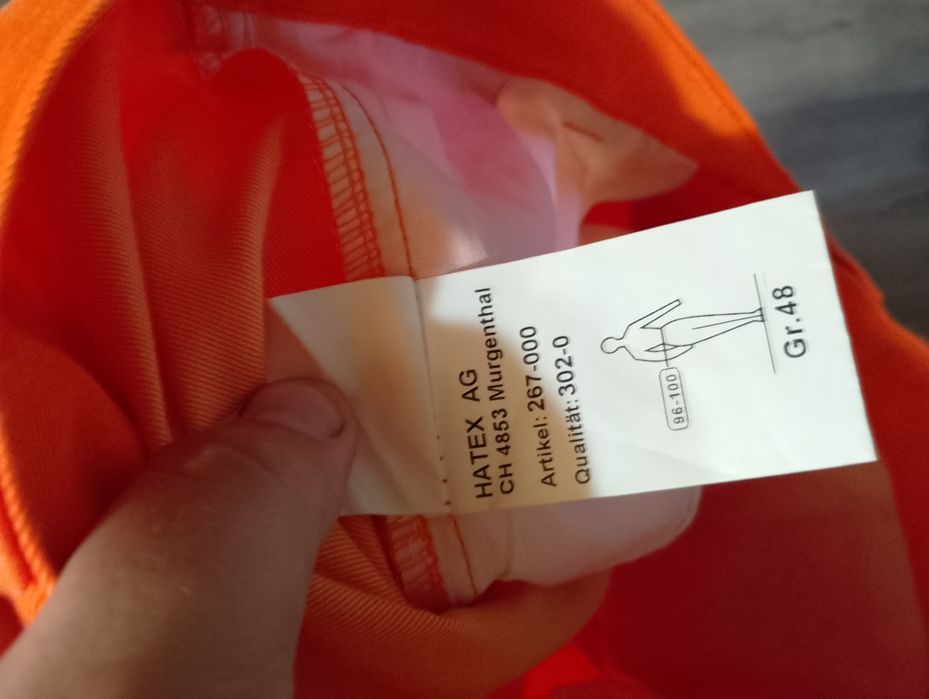 HATEX AG
CH 4853 Murgenthal
Artikel: 267-000
Qualität: 302-0
96-100
Gr.48